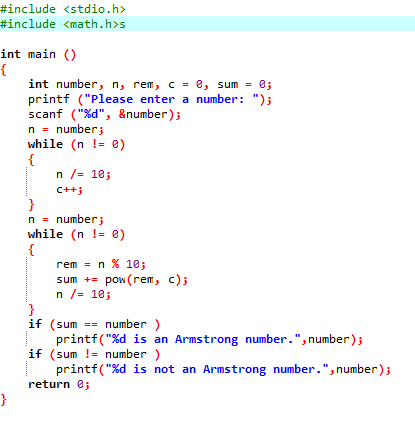 #include <stdio.h>
#include <math.h>s
int main ()
{
int number, n, rem, c = 0, sum = 0;
printf ("Please enter a number: ");
scanf ("%d", &number);
n = number;
while (n != 0)
{
n /= 10;
c++;
}
n = number;
while (n != 0)
{
rem = n % 10;
sum += pow(rem, c);
n /= 10;
}
if (sum == number )
printf("%d is an Armstrong number.",number);
if (sum != number )
printf("%d is not an Armstrong number.",number);
return 0;
}